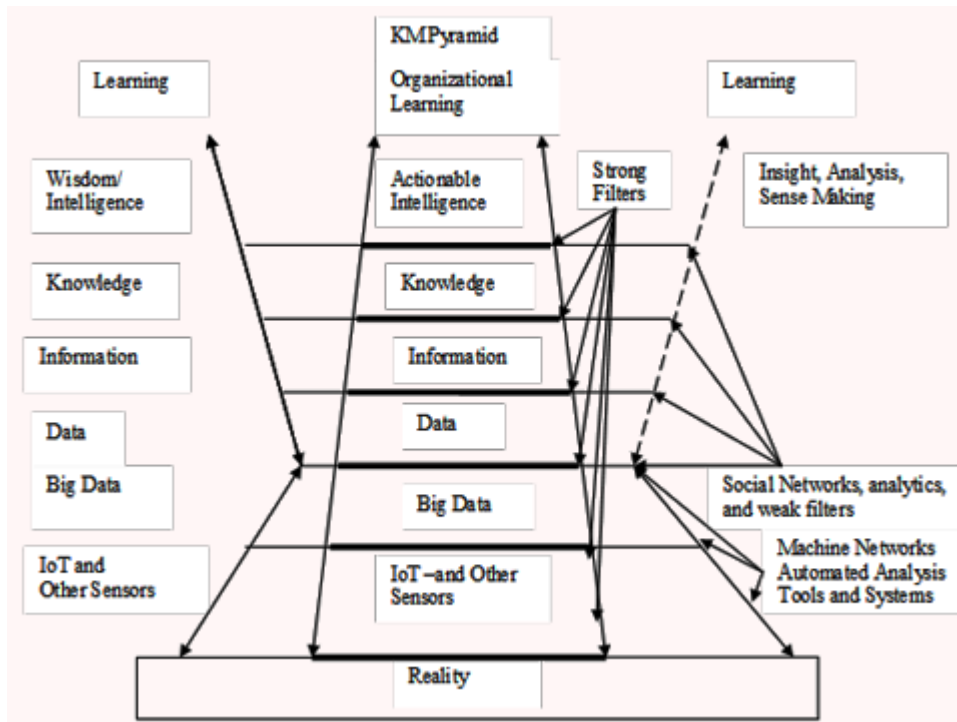 KMPyramid
Organizational
Learning
Learning
Learning
Wisdom/
Intelligence
Actionable
Intelligence
Strong
Filters
Insight, Analysis,
Sense Making
Knowledge
Knowledge
Information
Information
Data
Data
Big Data
Big Data
Social Networks, analytics,
and weak filters
IoT and
Other Sensors
IoT –and Other
Sensors
Machine Networks
Automated Analysis
Tools and Systems
Reality